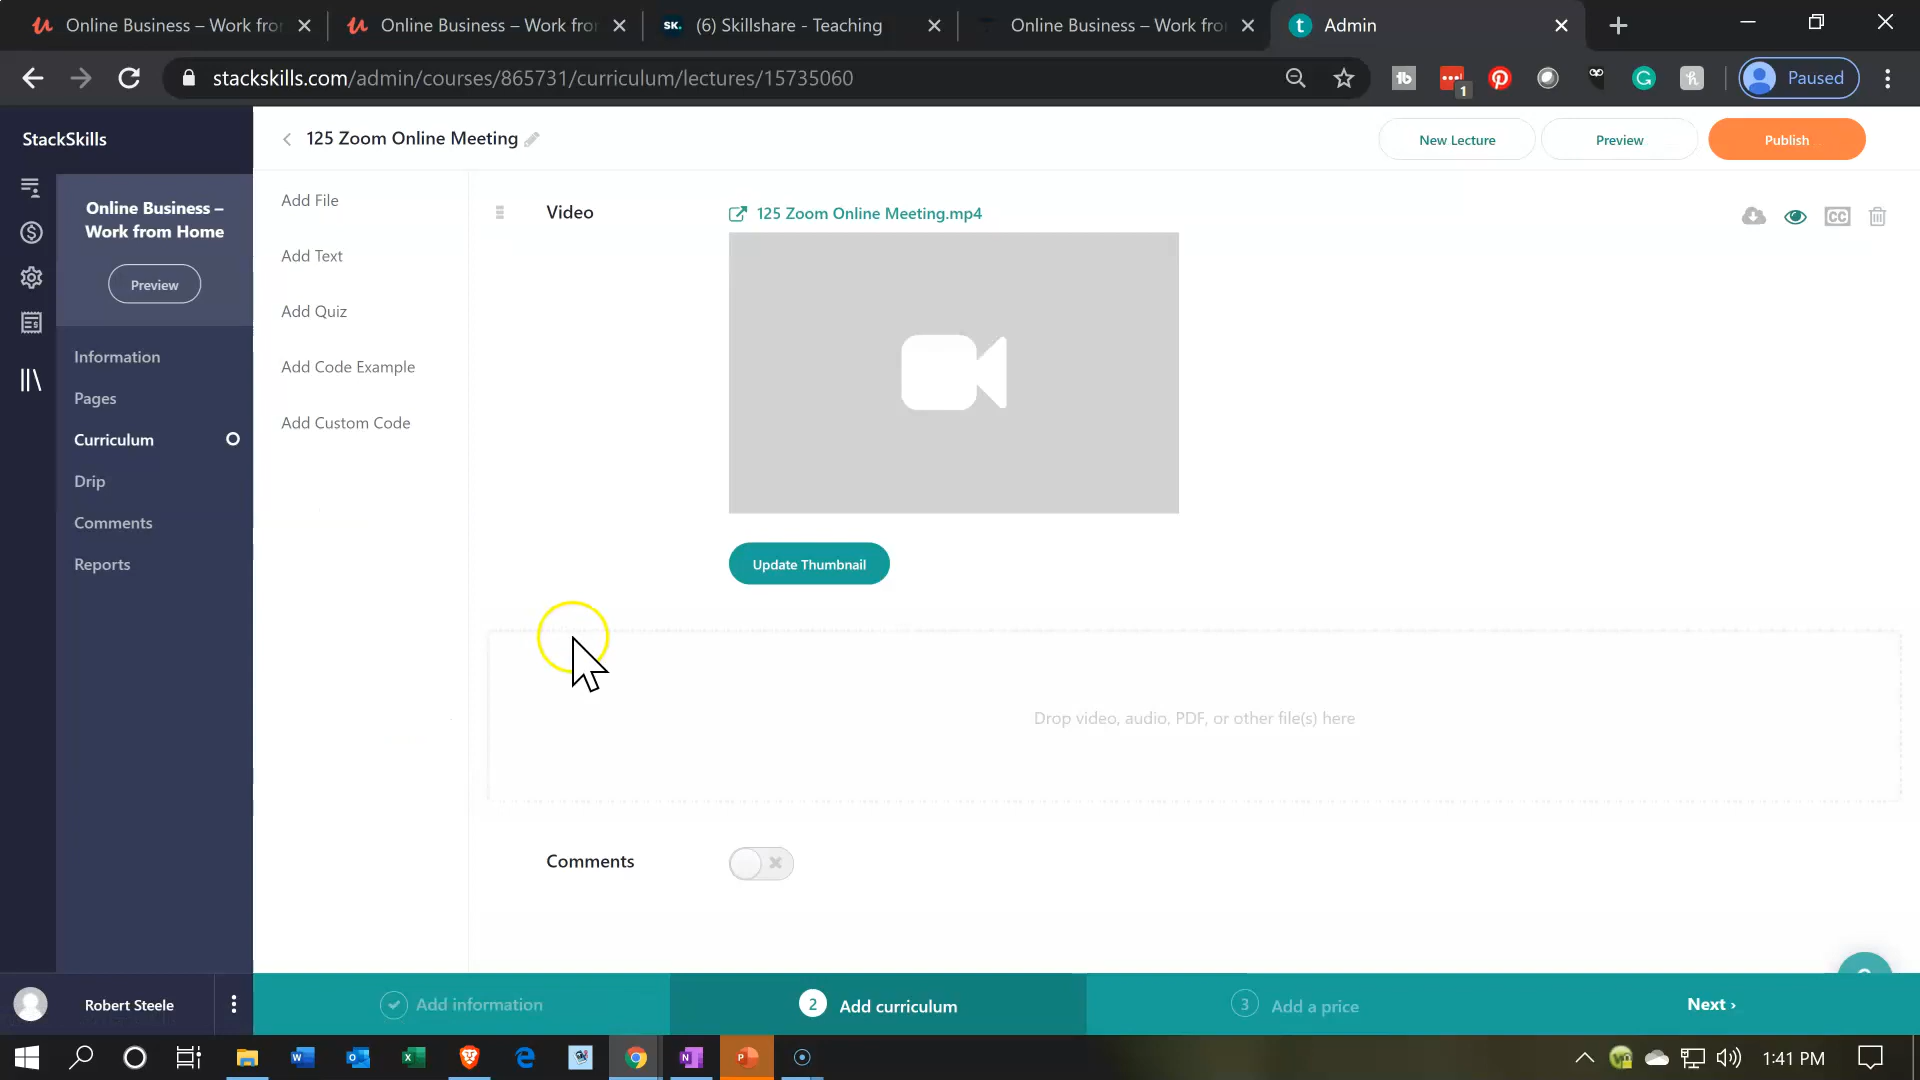 Online Business – Work fro
Online Business – Work fro
SK.
(6) Skillshare - Teaching
Online Business – Work fro
t
Admin
stackskills.com/admin/courses/865731/curriculum/lectures/15735060
tb
1
G
h
Paused
StackSkills
125 Zoom Online Meeting
New Lecture
Preview
Publish
Online Business –
Work from Home
Preview
Information
Pages
Curriculum
Drip
Comments
Reports
Add File
Add Text
Add Quiz
Add Code Example
Add Custom Code
Video
125 Zoom Online Meeting.mp4
CC
Update Thumbnail
Drop video, audio, PDF, or other file(s) here
Comments
Robert Steele
Add information
2
Add curriculum
3
Add a price
Next ›
1:41 PM